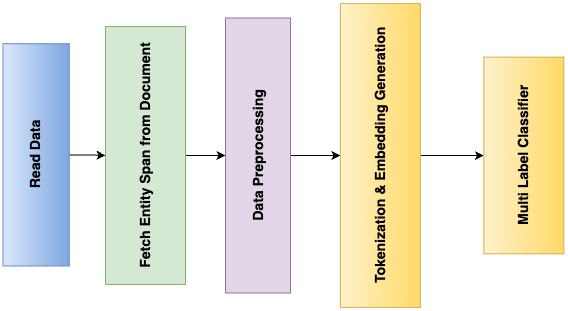 Read Data
Fetch Entity Span from Document
Data Preprocessing
Tokenization & Embedding Generation
Multi Label Classifier